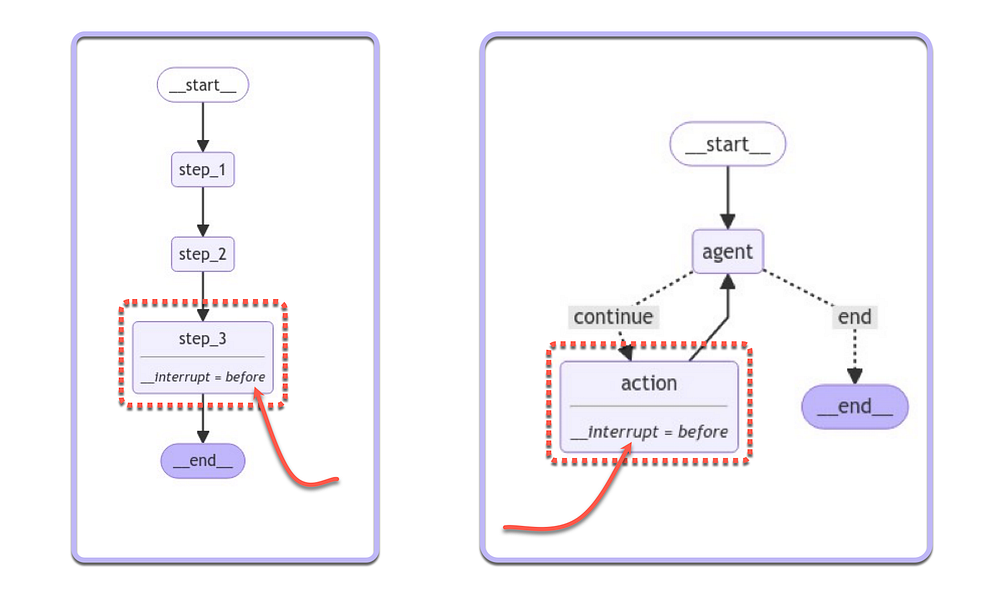 __start__
step_1
step_2
step_3
__interrupt = before
__end__
__start__
agent
continue
end
action
__interrupt = before
__end__